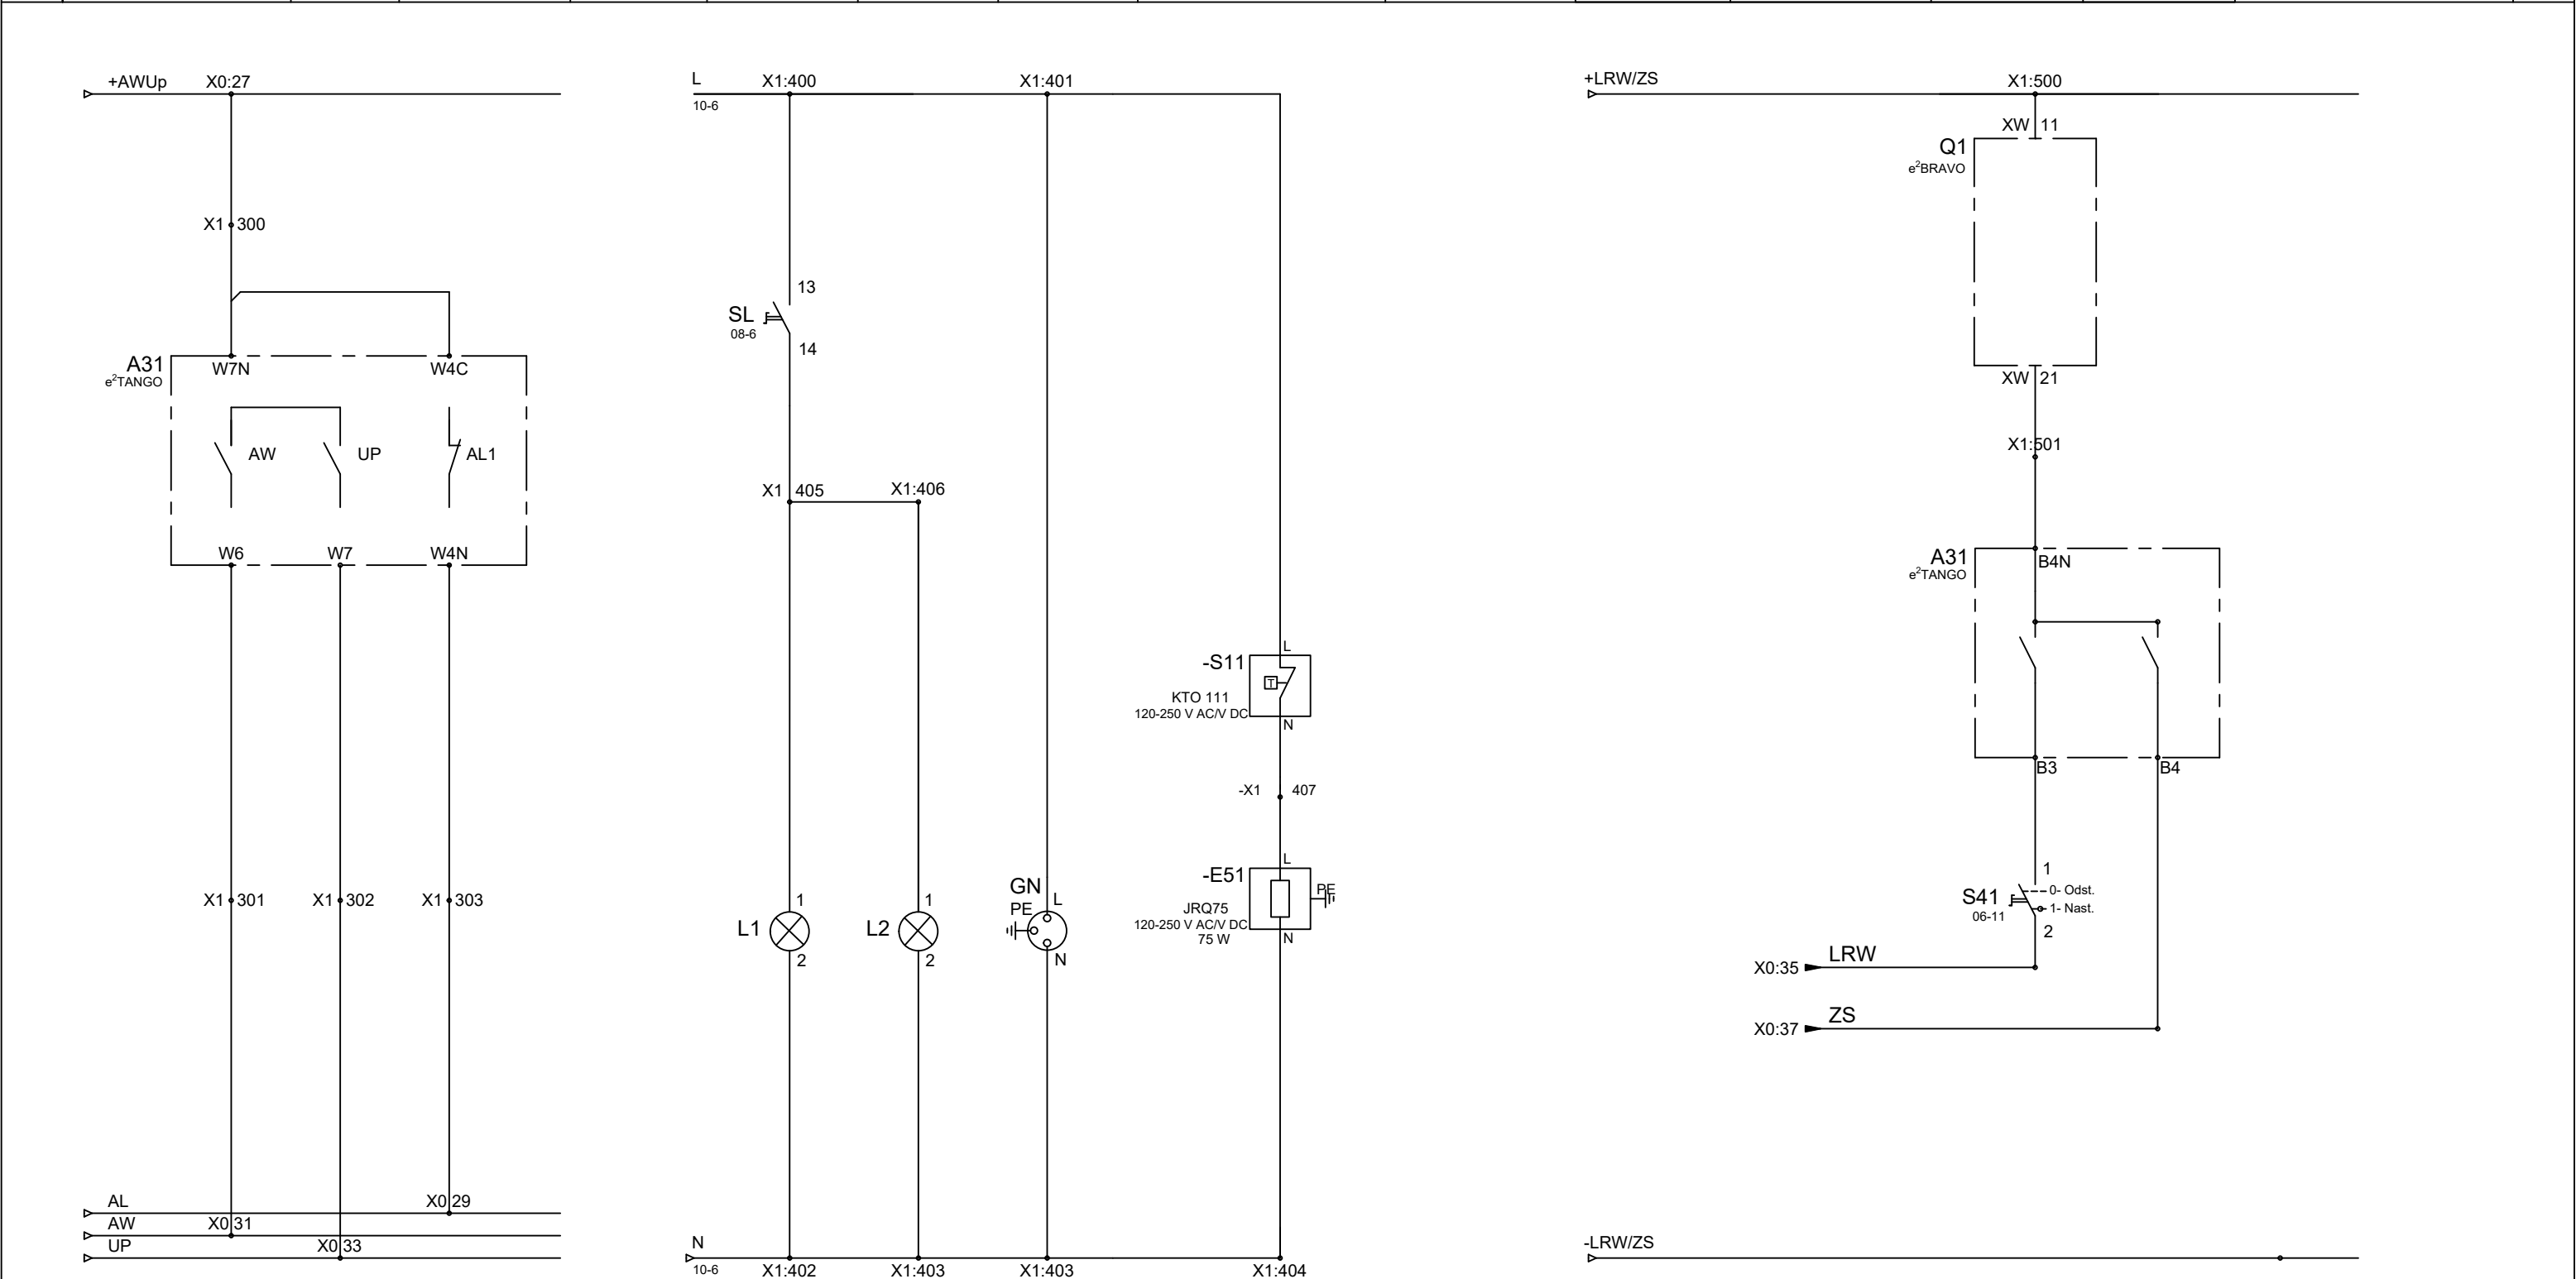 +AWUp X0:27
X1 300
A31
e²TANGO
W7N W4C
AW UP AL1
W6 W7 W4N
X1 301 X1 302 X1 303
AL X0:29
AW X0:31
UP X0:33
L X1:400 X1:401
10-6
13
SL
08-6
14
X1 405 X1:406
-S11
L
KTO 111
120-250 V AC/V DC
T
N
-X1 407
-E51
L
PE
JRQ75
120-250 V AC/V DC
75 W
N
L1 1
2
L2 1
2
GN L
PE
N
N
10-6 X1:402 X1:403 X1:403 X1:404
+LRW/ZS X1:500
XW 11
Q1
e²BRAVO
XW 21
X1:501
A31
e²TANGO
B4N
B3 B4
1
S41 0- Odst.
06-11 1- Nast.
2
X0:35 LRW
X0:37 ZS
-LRW/ZS